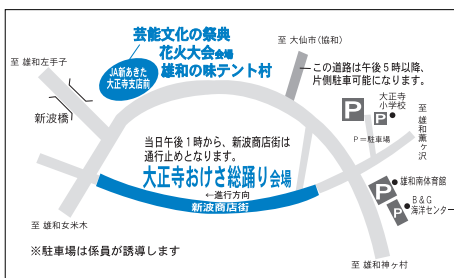 芸能文化の祭典
花火大会会場
雄和の味テント村
JA新あきた
大正寺支店前
至 雄和左手子
新波橋
至 大仙市(協和)
この道路は午後5時以降、
片側駐車可能になります。
大正寺
小学校
P
P
P=駐車場
至 雄和薫ヶ沢
当日午後1時から、新波商店街は
通行止めとなります。
大正寺おけさ総踊り会場
←進行方向
新波商店街
P
雄和南体育館
P
B&G
海洋センター
至 雄和女米木
至 雄和神ヶ村
※駐車場は係員が誘導します